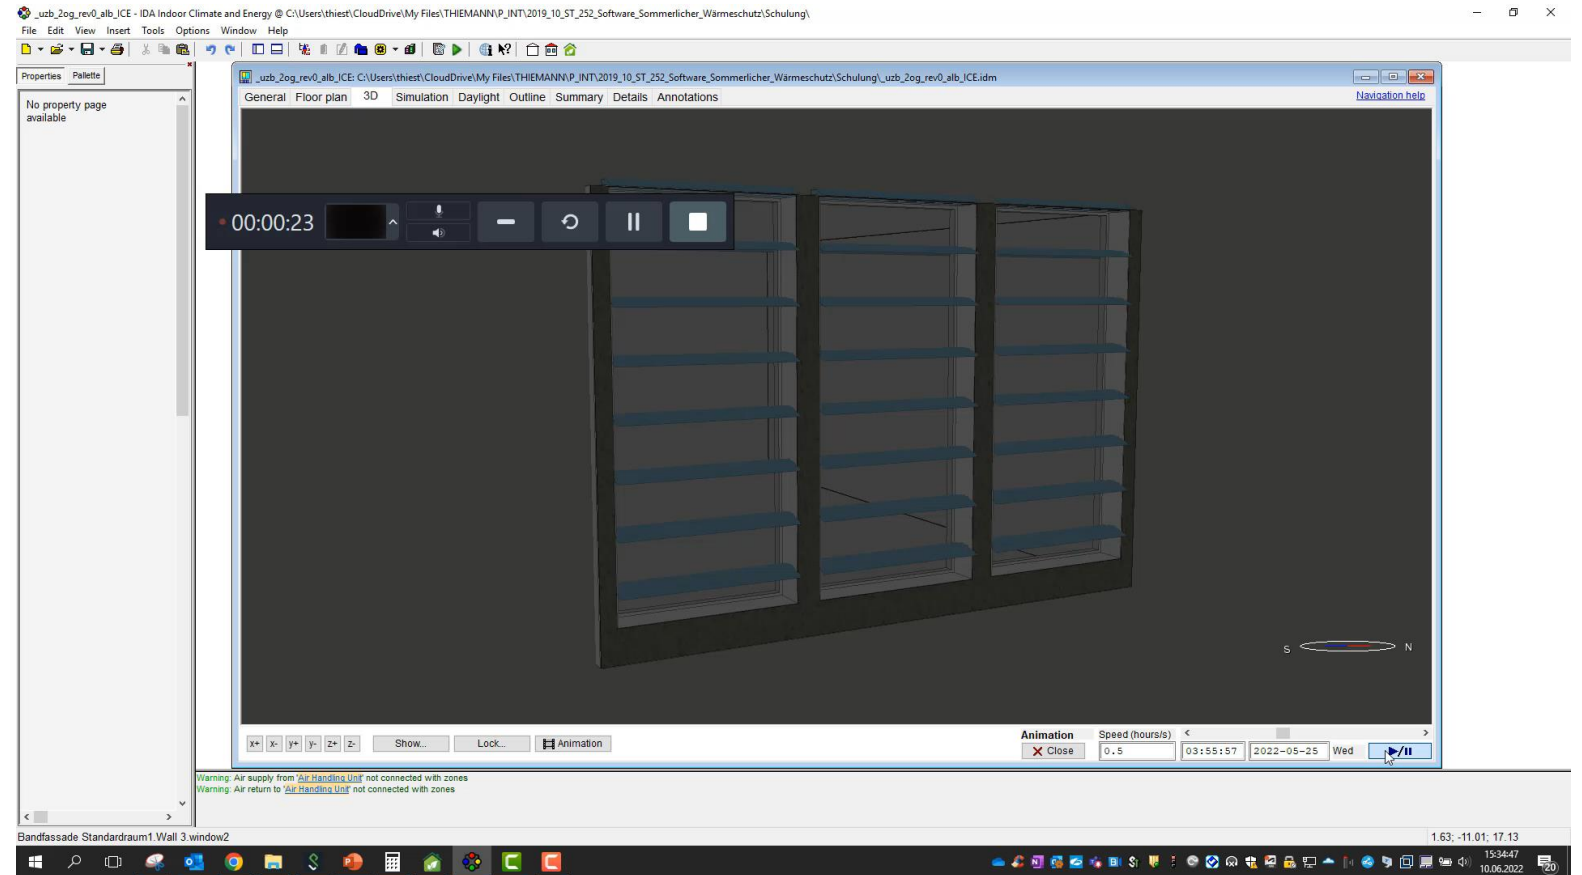 _uzb_2og_rev0_alb_ICE - IDA Indoor Climate and Energy @ C:\Users\thiest\CloudDrive\My Files\THIEMANN\P_INT\2019_10_ST_252_Software_Sommerlicher_Wärmeschutz\Schulung\
File Edit View Insert Tools Options Window Help
Properties Palette
No property page
available
_uzb_2og_rev0_alb_ICE: C:\Users\thiest\CloudDrive\My Files\THIEMANN\P_INT\2019_10_ST_252_Software_Sommerlicher_Wärmeschutz\Schulung\_uzb_2og_rev0_alb_ICE.idm
General Floor plan 3D Simulation Daylight Outline Summary Details Annotations Navigation help
00:00:23
S N
x+ x- y+ y- z+ z- Show... Lock... Animation
Animation Speed (hours/s)
Close 0.5 03:55:57 2022-05-25 Wed
Warning: Air supply from 'Air Handling Unit' not connected with zones
Warning: Air return to 'Air Handling Unit' not connected with zones
Bandfassade Standardraum1.Wall 3.window2 1.63; -11.01; 17.13
15:34:47
10.06.2022
20